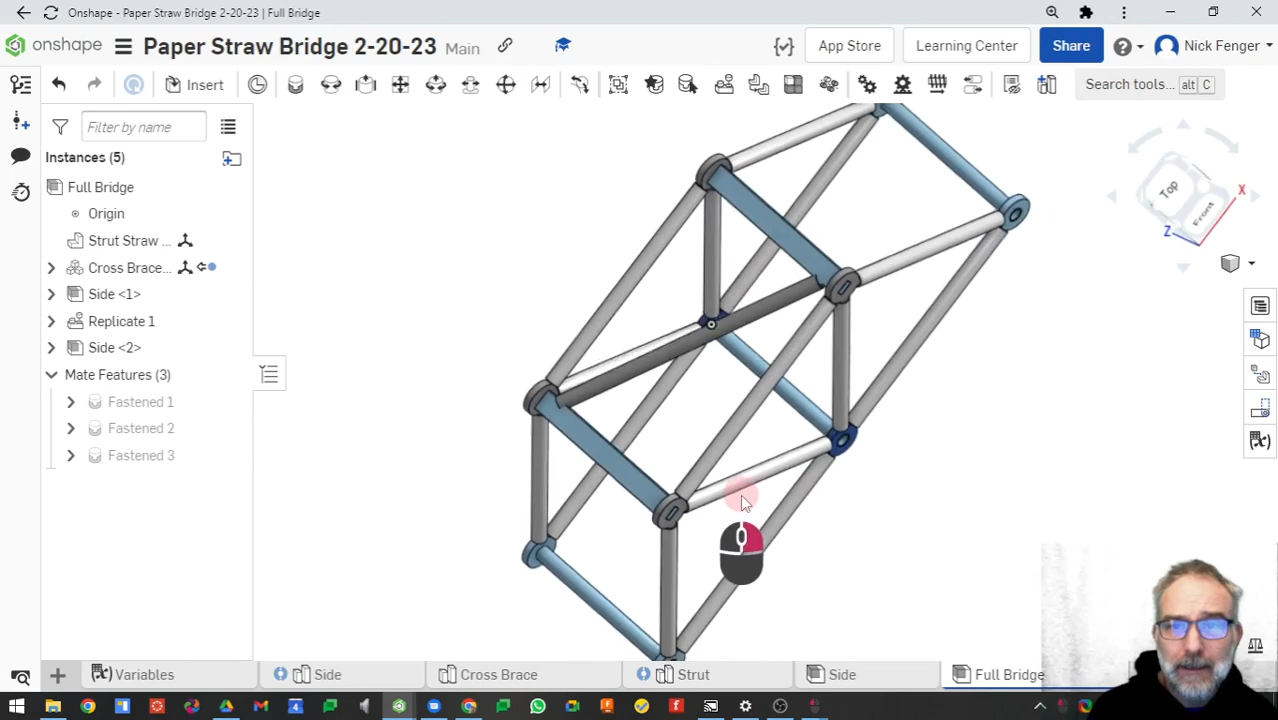 Onshape - Paper Straw Bridge 2-20-23 | Full Bridge
onshape
Paper Straw Bridge 2-20-23
Main
App Store
Learning Center
Share
Nick Fenger
Insert
Search tools...
alt
C
Filter by name
Instances (5)
Full Bridge
Origin
Strut Straw ...
Cross Brace...
Side <1>
Replicate 1
Side <2>
Mate Features (3)
Fastened 1
Fastened 2
Fastened 3
Top
Front
X
Z
Variables
Side
Cross Brace
Strut
Side
Full Bridge